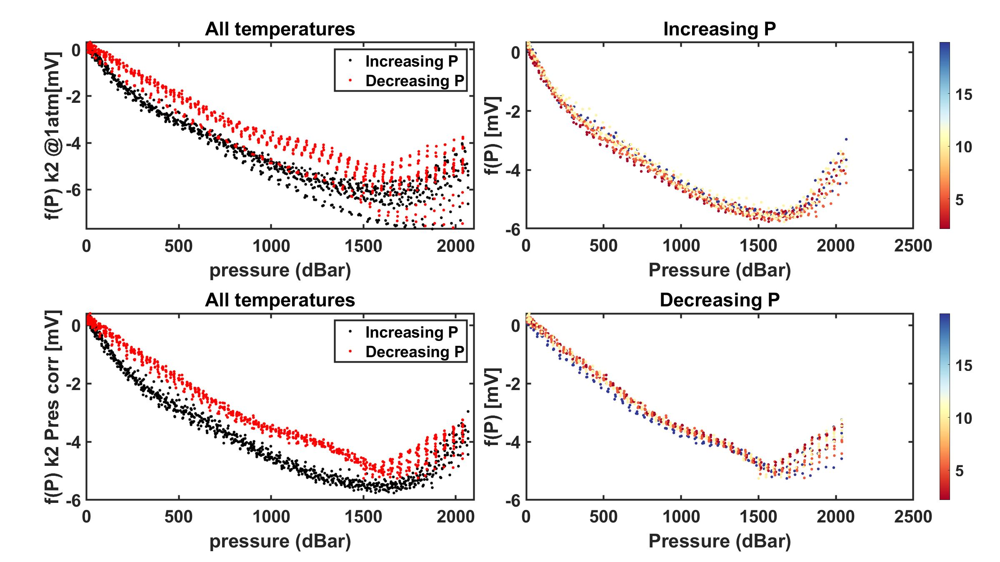 All temperatures
f(P) k2 @1atm[mV]
0
-2
-4
-6
Increasing P
Decreasing P
0
500
1000
1500
2000
pressure (dBar)
Increasing P
f(P) [mV]
0
-2
-4
-6
0
500
1000
1500
2000
2500
Pressure (dBar)
15
10
5
All temperatures
f(P) k2 Pres corr [mV]
0
-2
-4
-6
Increasing P
Decreasing P
0
500
1000
1500
2000
pressure (dBar)
Decreasing P
f(P) [mV]
0
-2
-4
-6
0
500
1000
1500
2000
2500
Pressure (dBar)
15
10
5